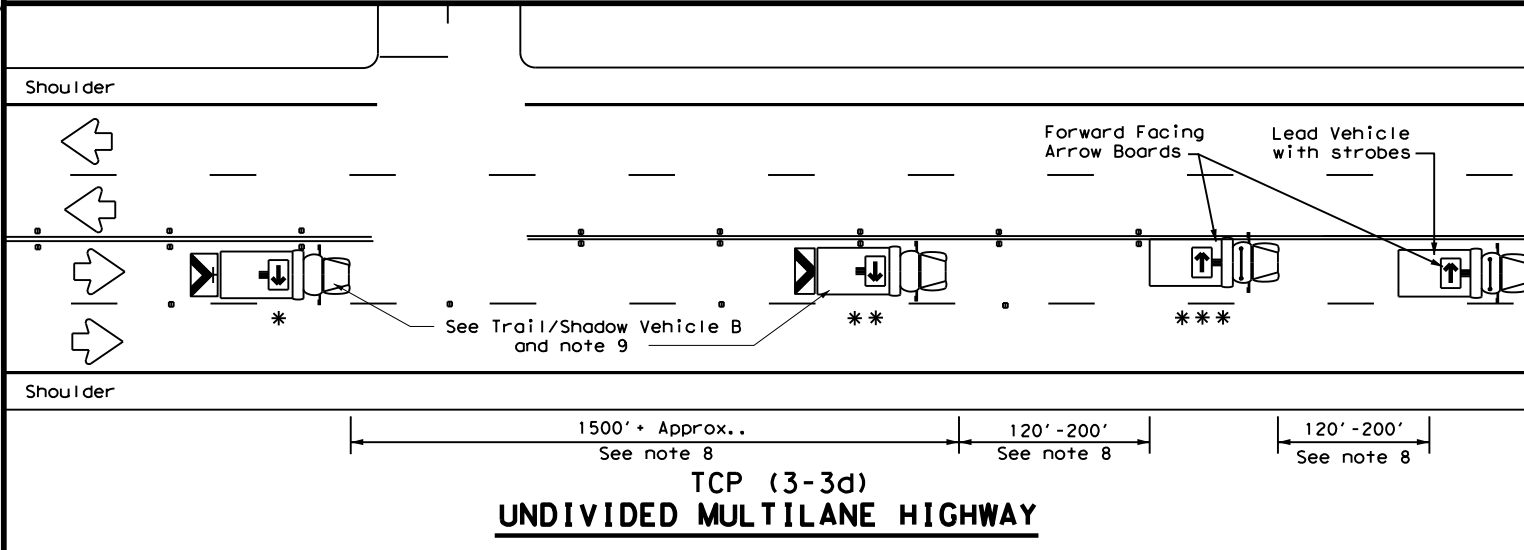 Shoulder
Forward Facing
Arrow Boards
Lead Vehicle
with strobes
*
**
***
See Trail/Shadow Vehicle B
and note 9
Shoulder
1500'+ Approx..
See note 8
120'-200'
See note 8
120'-200'
See note 8
TCP (3-3d)
UNDIVIDED MULTILANE HIGHWAY